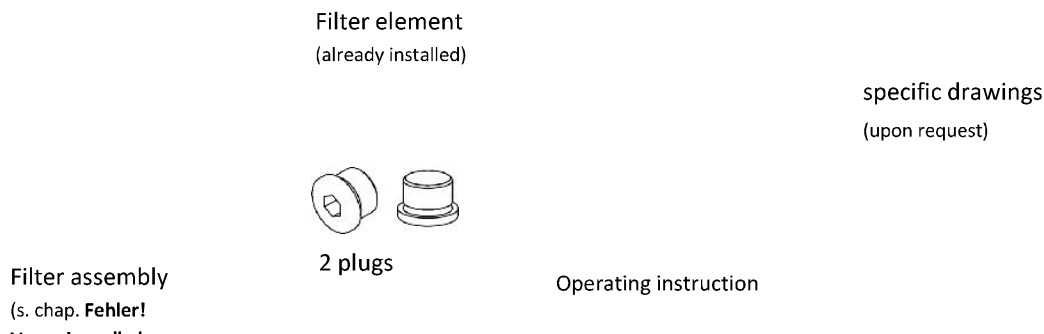 Filter element
(already installed)
specific drawings
(upon request)
2 plugs
Filter assembly
(s. chap. Fehler!
Operating instruction